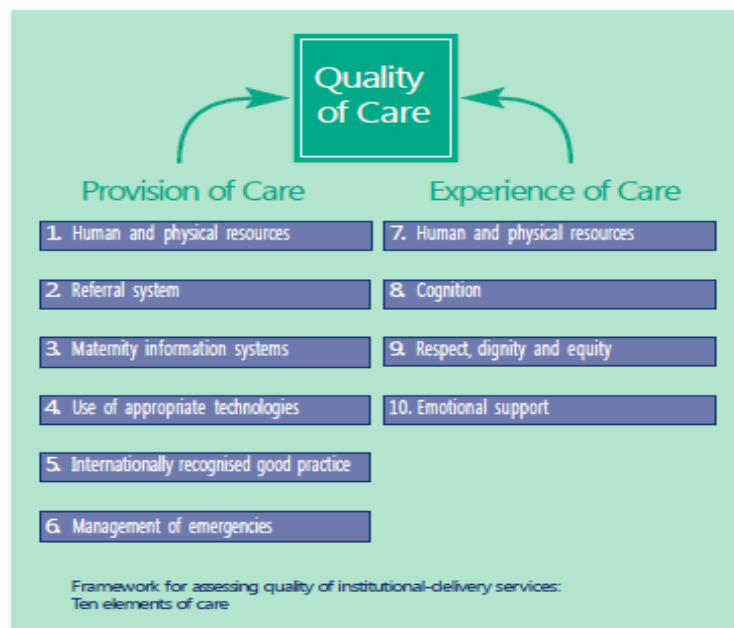 Quality
of Care
Provision of Care
1. Human and physical resources
2. Referral system
3. Maternity information systems
4. Use of appropriate technologies
5. Internationally recognised good practice
6. Management of emergencies
Experience of Care
7. Human and physical resources
8. Cognition
9. Respect, dignity and equity
10. Emotional support
Framework for assessing quality of institutional-delivery services:
Ten elements of care